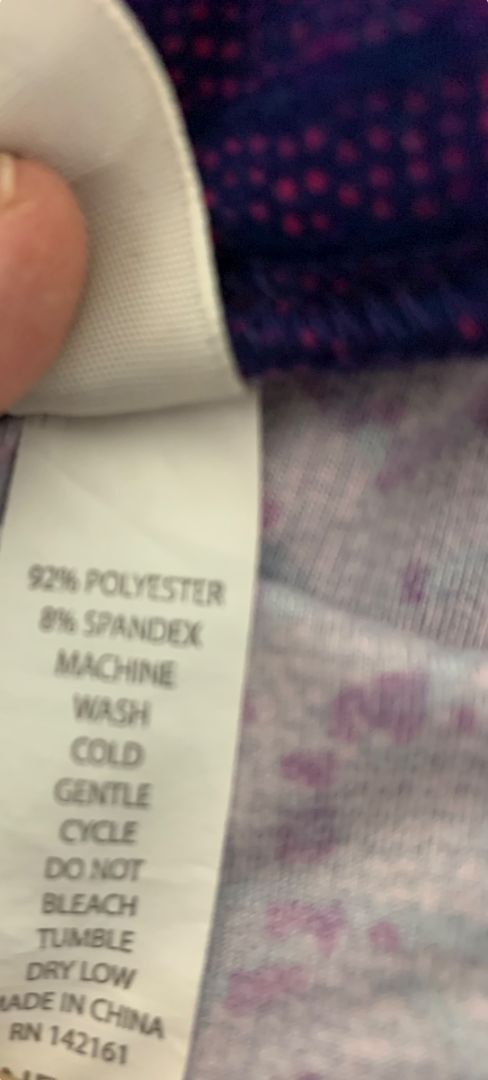 92% POLYESTER
8% SPANDEX
MACHINE
WASH
COLD
GENTLE
CYCLE
DO NOT
BLEACH
TUMBLE
DRY LOW
MADE IN CHINA
RN 142161